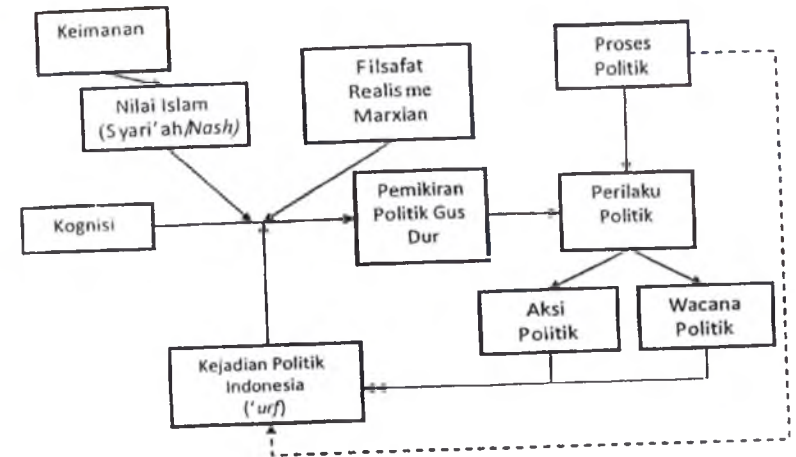 Keimanan
Nilai Islam
(Syari'ah/Nash)
Filsafat
Realisme
Marxian
Proses
Politik
Kognisi
Pemikiran
Politik Gus
Dur
Perilaku
Politik
Aksi
Politik
Wacana
Politik
Kejadian Politik
Indonesia
('urf)